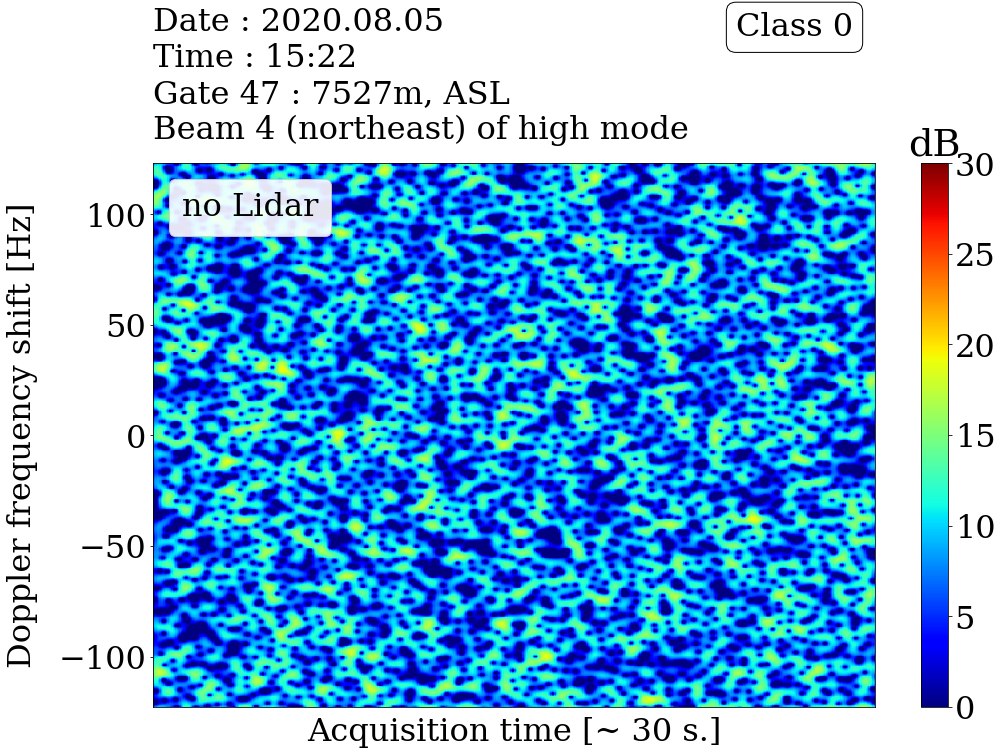 Date : 2020.08.05
Time : 15:22
Gate 47 : 7527m, ASL
Beam 4 (northeast) of high mode
Class 0
no Lidar
dB
30
25
20
15
10
5
0
Doppler frequency shift [Hz]
100
50
0
−50
−100
Acquisition time [~ 30 s.]